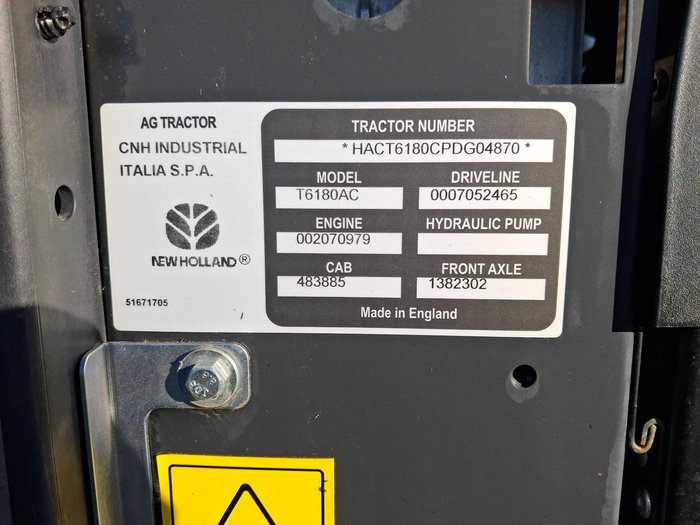 AG TRACTOR
CNH INDUSTRIAL
ITALIA S.P.A.
NEW HOLLAND®
51671705
TRACTOR NUMBER
*HACT6180CPDG04870*
MODEL DRIVELINE
T6180AC 0007052465
ENGINE HYDRAULIC PUMP
002070979
CAB FRONT AXLE
483885 1382302
Made in England